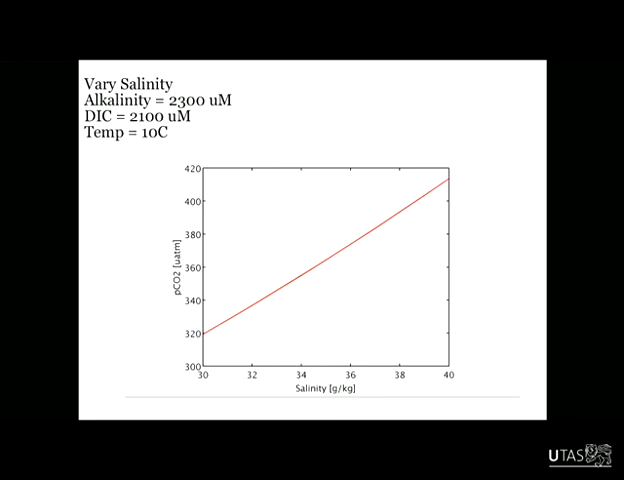 Vary Salinity
Alkalinity = 2300 uM
DIC = 2100 uM
Temp = 10C
420
400
380
360
340
320
300
pCO2 [uatm]
30 32 34 36 38 40
Salinity [g/kg]
UTAS